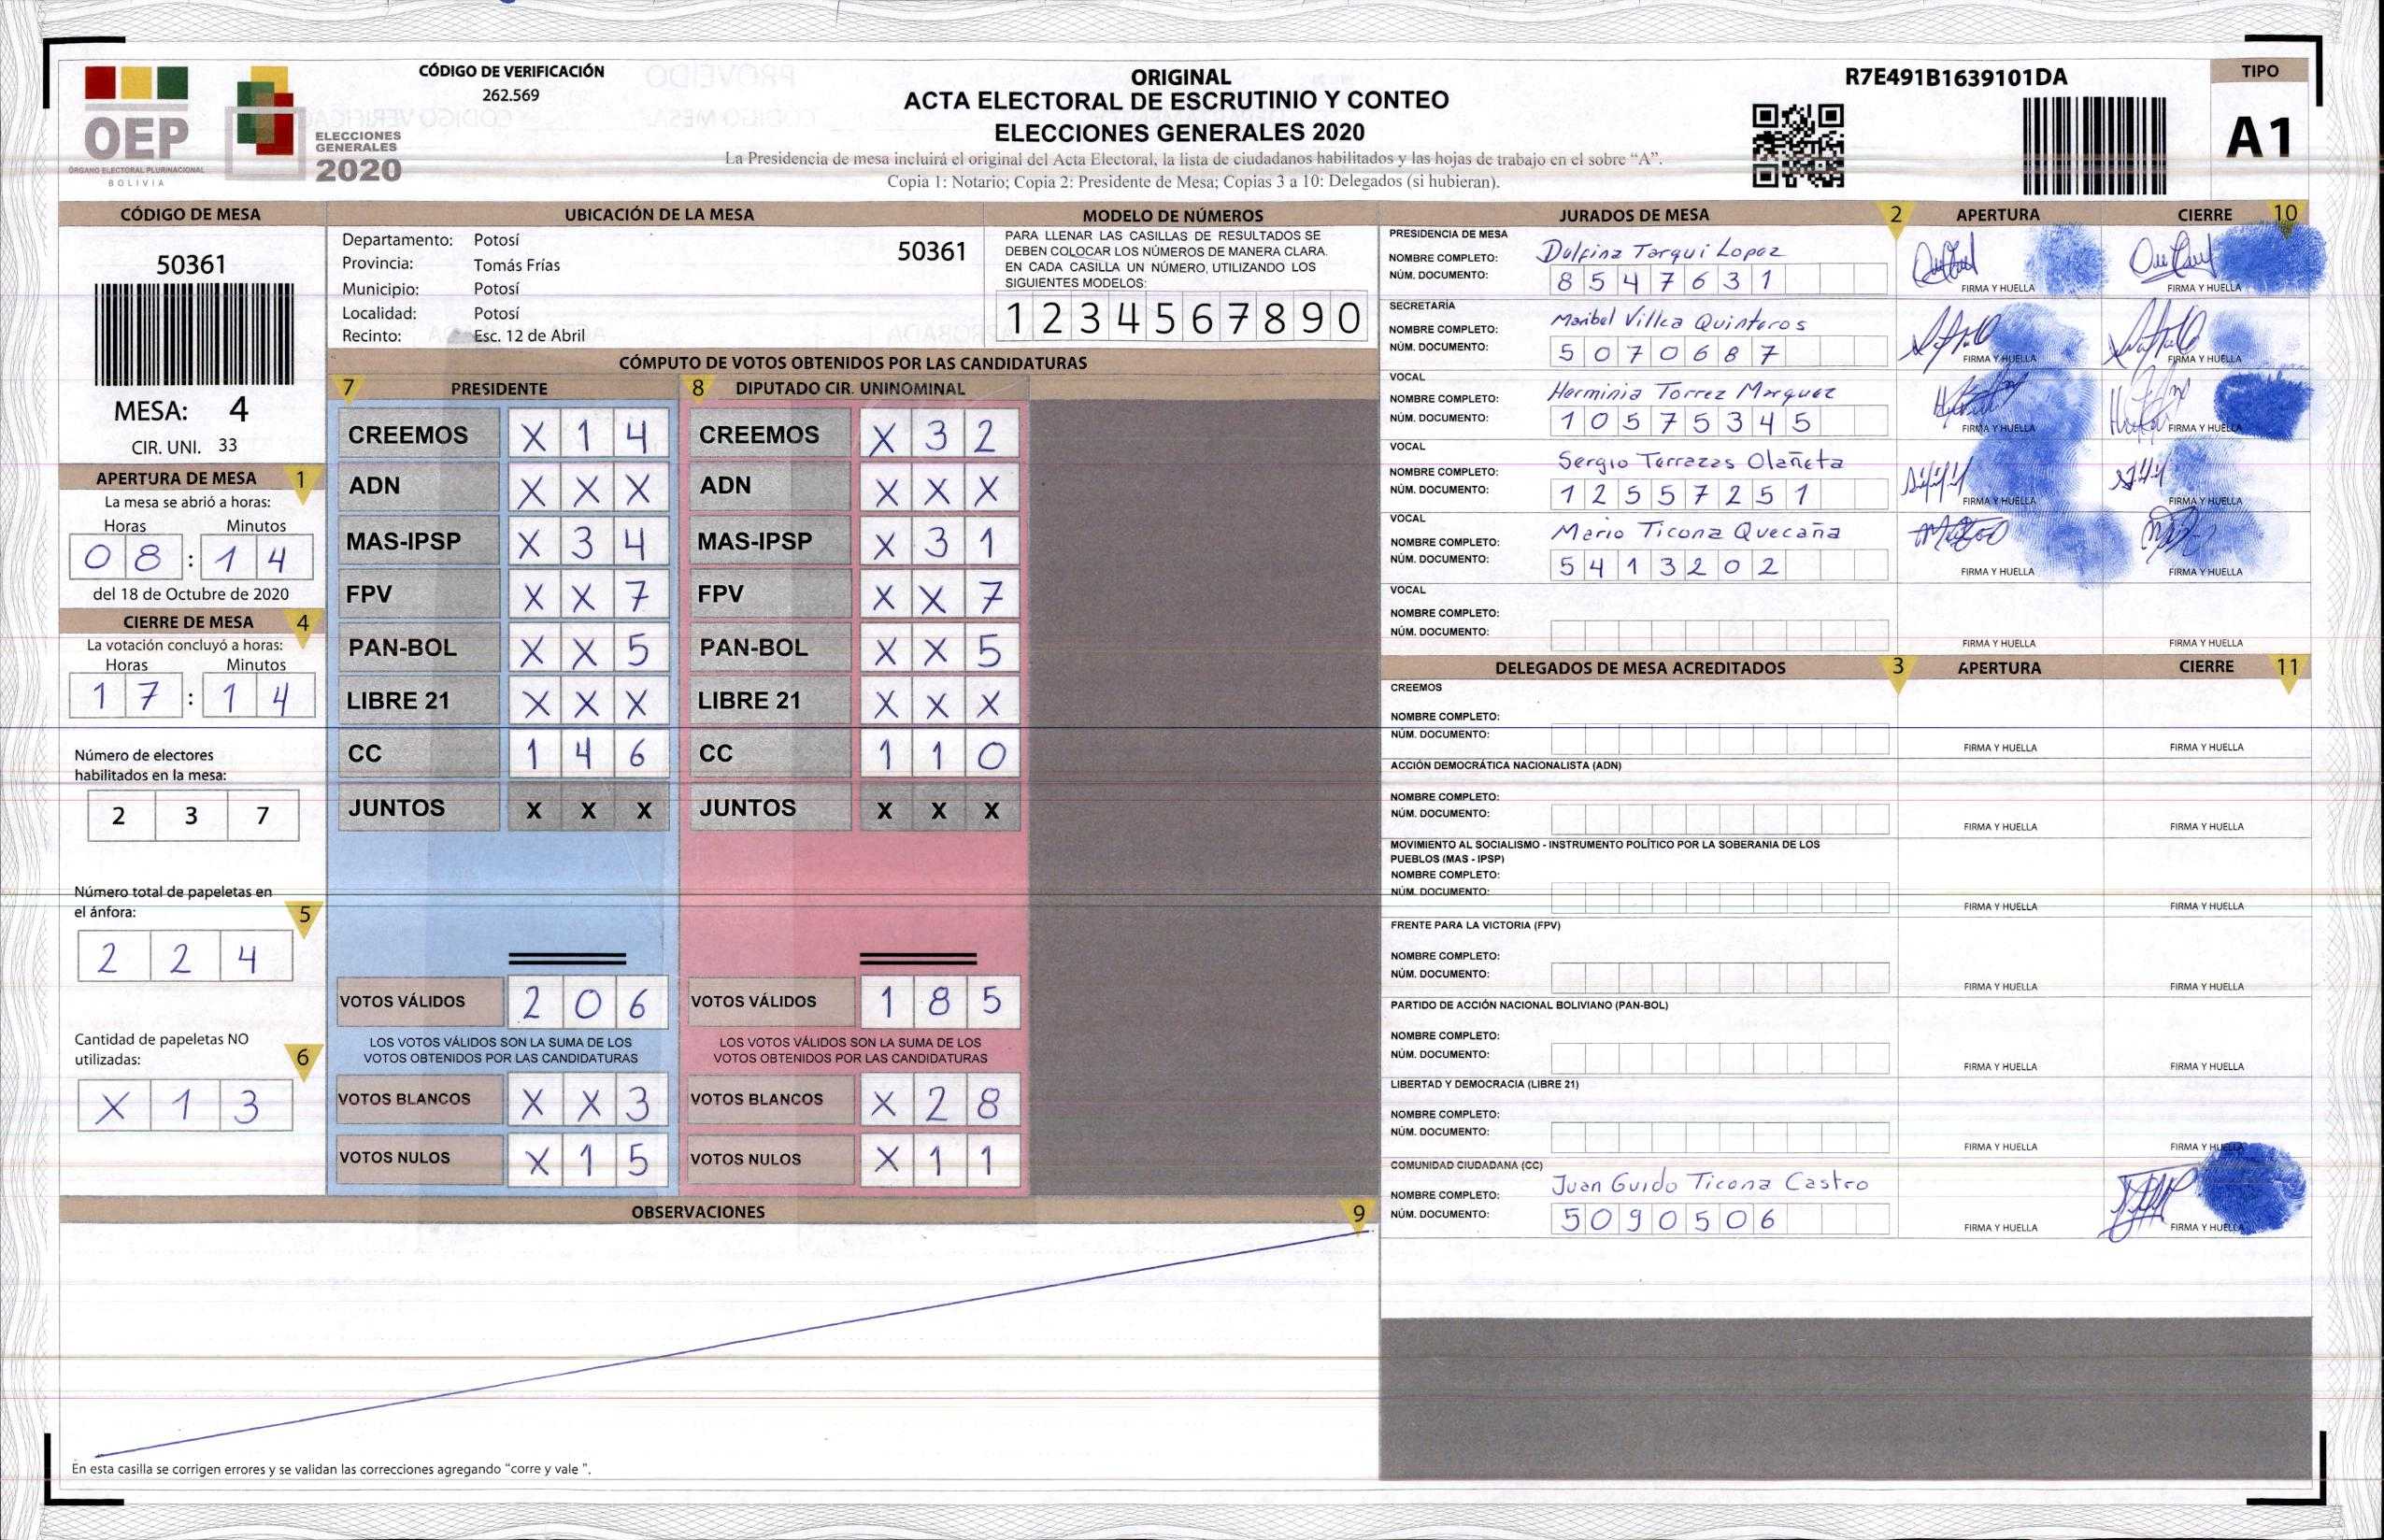 CÓDIGO DE VERIFICACIÓN
262.569
OEP
ÓRGANO ELECTORAL PLURINACIONAL
BOLIVIA
ELECCIONES
GENERALES
2020
ORIGINAL
ACTA ELECTORAL DE ESCRUTINIO Y CONTEO
ELECCIONES GENERALES 2020
La Presidencia de mesa incluirá el original del Acta Electoral, la lista de ciudadanos habilitados y las hojas de trabajo en el sobre “A”.
Copia 1: Notario; Copia 2: Presidente de Mesa; Copias 3 a 10: Delegados (si hubieran).
R7E491B1639101DA
TIPO
A1
CÓDIGO DE MESA
50361
MESA: 4
CIR. UNI. 33
APERTURA DE MESA 1
La mesa se abrió a horas:
Horas Minutos
08 : 14
del 18 de Octubre de 2020
CIERRE DE MESA 4
La votación concluyó a horas:
Horas Minutos
17 : 14
Número de electores
habilitados en la mesa:
2 3 7
Número total de papeletas en
el ánfora: 5
2 2 4
Cantidad de papeletas NO
utilizadas: 6
X 1 3
UBICACIÓN DE LA MESA
Departamento: Potosí 50361
Provincia: Tomás Frías
Municipio: Potosí
Localidad: Potosí
Recinto: Esc. 12 de Abril
MODELO DE NÚMEROS
PARA LLENAR LAS CASILLAS DE RESULTADOS SE
DEBEN COLOCAR LOS NÚMEROS DE MANERA CLARA.
EN CADA CASILLA UN NÚMERO, UTILIZANDO LOS
SIGUIENTES MODELOS:
1 2 3 4 5 6 7 8 9 0
CÓMPUTO DE VOTOS OBTENIDOS POR LAS CANDIDATURAS
7 PRESIDENTE 8 DIPUTADO CIR. UNINOMINAL
CREEMOS X 1 4 CREEMOS X 3 2
ADN X X X ADN X X X
MAS-IPSP X 3 4 MAS-IPSP X 3 1
FPV X X 7 FPV X X 7
PAN-BOL X X 5 PAN-BOL X X 5
LIBRE 21 X X X LIBRE 21 X X X
CC 1 4 6 CC 1 1 0
JUNTOS X X X JUNTOS X X X
VOTOS VÁLIDOS 2 0 6 VOTOS VÁLIDOS 1 8 5
LOS VOTOS VÁLIDOS SON LA SUMA DE LOS LOS VOTOS VÁLIDOS SON LA SUMA DE LOS
VOTOS OBTENIDOS POR LAS CANDIDATURAS VOTOS OBTENIDOS POR LAS CANDIDATURAS
VOTOS BLANCOS X X 3 VOTOS BLANCOS X 2 8
VOTOS NULOS X 1 5 VOTOS NULOS X 1 1
OBSERVACIONES 9
En esta casilla se corrigen errores y se validan las correcciones agregando “corre y vale ”.
JURADOS DE MESA 2 APERTURA CIERRE 10
PRESIDENCIA DE MESA
NOMBRE COMPLETO: Dulfina Tarqui Lopez
NÚM. DOCUMENTO: 8547631 FIRMA Y HUELLA FIRMA Y HUELLA
SECRETARÍA
NOMBRE COMPLETO: Maribel Villca Quinteros
NÚM. DOCUMENTO: 5070687 FIRMA Y HUELLA FIRMA Y HUELLA
VOCAL
NOMBRE COMPLETO: Herminia Torrez Marquez
NÚM. DOCUMENTO: 10575345 FIRMA Y HUELLA FIRMA Y HUELLA
VOCAL
NOMBRE COMPLETO: Sergio Terrazas Olañeta
NÚM. DOCUMENTO: 12557251 FIRMA Y HUELLA FIRMA Y HUELLA
VOCAL
NOMBRE COMPLETO: Mario Ticona Quecaña
NÚM. DOCUMENTO: 5413202 FIRMA Y HUELLA FIRMA Y HUELLA
VOCAL
NOMBRE COMPLETO:
NÚM. DOCUMENTO: FIRMA Y HUELLA FIRMA Y HUELLA
DELEGADOS DE MESA ACREDITADOS 3 APERTURA CIERRE 11
CREEMOS
NOMBRE COMPLETO:
NÚM. DOCUMENTO: FIRMA Y HUELLA FIRMA Y HUELLA
ACCIÓN DEMOCRÁTICA NACIONALISTA (ADN)
NOMBRE COMPLETO:
NÚM. DOCUMENTO: FIRMA Y HUELLA FIRMA Y HUELLA
MOVIMIENTO AL SOCIALISMO - INSTRUMENTO POLÍTICO POR LA SOBERANIA DE LOS
PUEBLOS (MAS - IPSP)
NOMBRE COMPLETO:
NÚM. DOCUMENTO: FIRMA Y HUELLA FIRMA Y HUELLA
FRENTE PARA LA VICTORIA (FPV)
NOMBRE COMPLETO:
NÚM. DOCUMENTO: FIRMA Y HUELLA FIRMA Y HUELLA
PARTIDO DE ACCIÓN NACIONAL BOLIVIANO (PAN-BOL)
NOMBRE COMPLETO:
NÚM. DOCUMENTO: FIRMA Y HUELLA FIRMA Y HUELLA
LIBERTAD Y DEMOCRACIA (LIBRE 21)
NOMBRE COMPLETO:
NÚM. DOCUMENTO: FIRMA Y HUELLA FIRMA Y HUELLA
COMUNIDAD CIUDADANA (CC)
NOMBRE COMPLETO: Juan Guido Ticona Castro
NÚM. DOCUMENTO: 5090506 FIRMA Y HUELLA FIRMA Y HUELLA